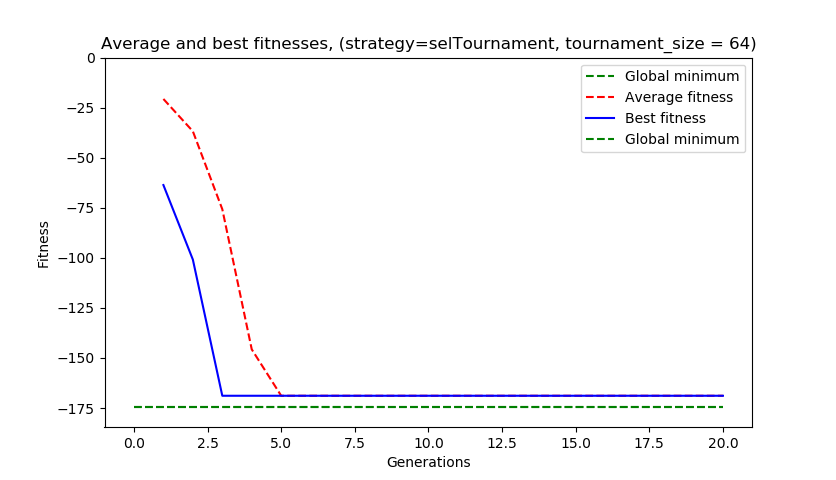 Average and best fitnesses, (strategy=selTournament, tournament_size = 64)
0
−25
−50
−75
−100
−125
−150
−175
Fitness
Global minimum
Average fitness
Best fitness
Global minimum
0.0 2.5 5.0 7.5 10.0 12.5 15.0 17.5 20.0
Generations